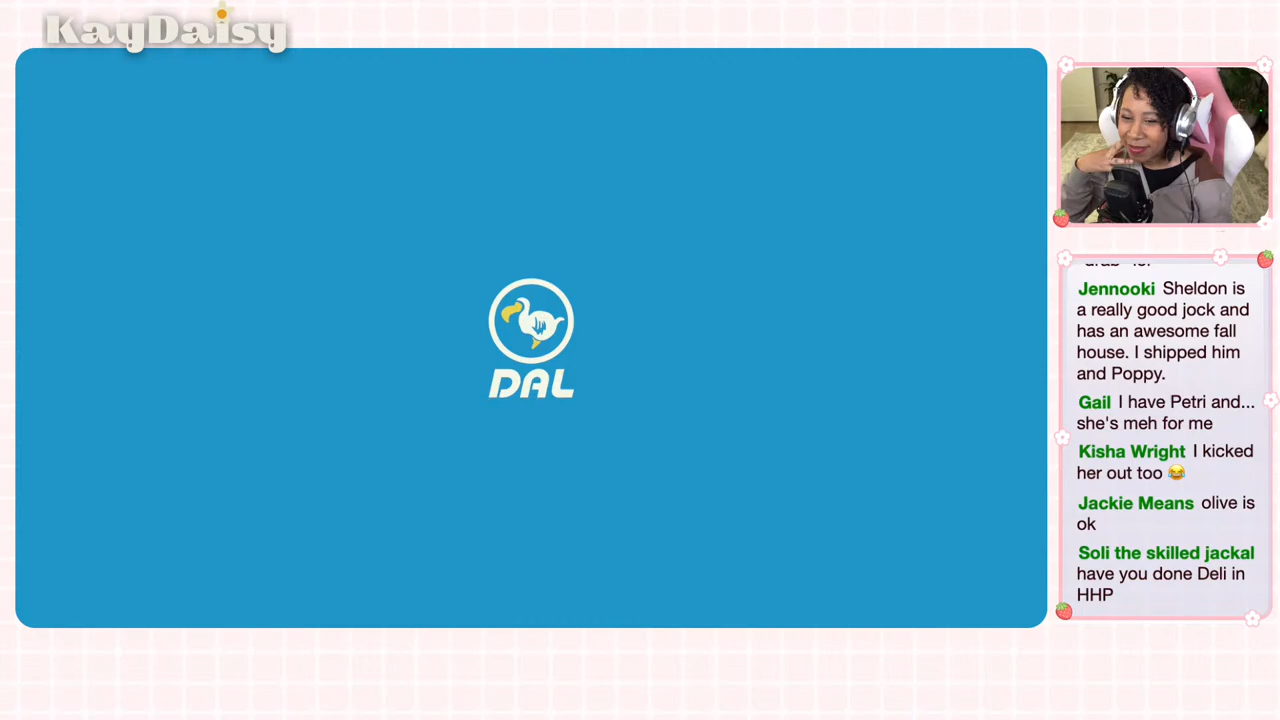 KayDaisy
DAL
Jennooki Sheldon is
a really good jock and
has an awesome fall
house. I shipped him
and Poppy.
Gail I have Petri and...
she's meh for me
Kisha Wright I kicked
her out too 😂
Jackie Means olive is
ok
Soli the skilled jackal
have you done Deli in
HHP